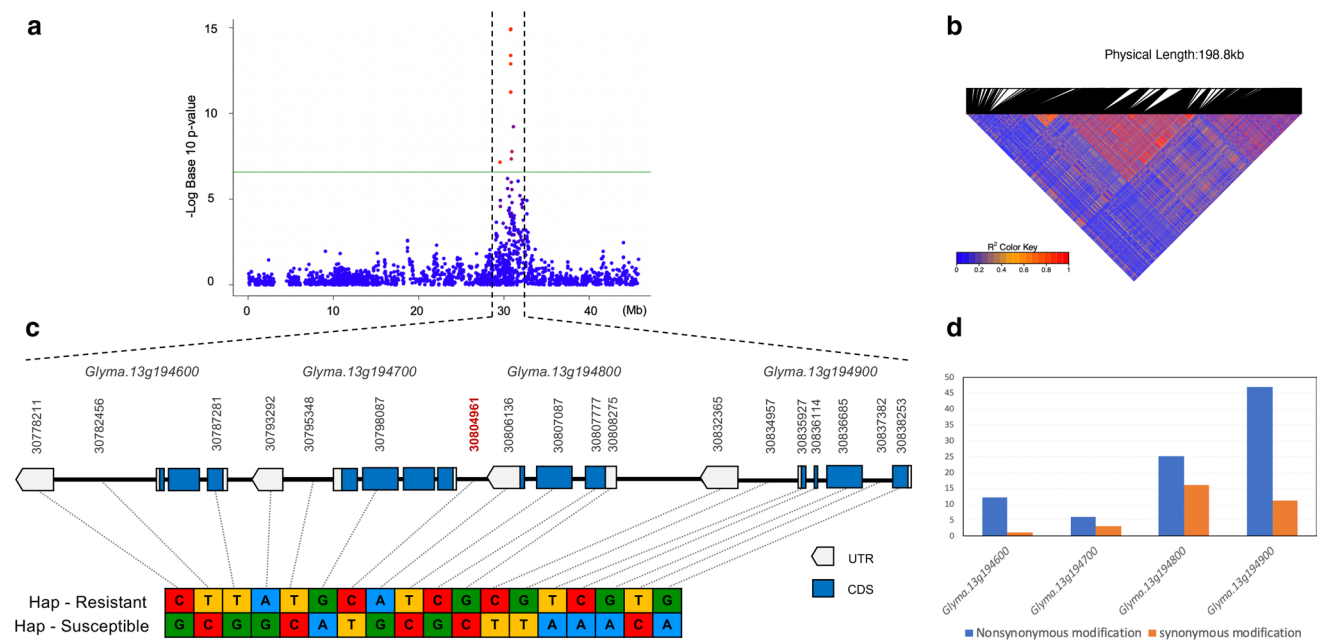 a
15
10
5
0
-Log Base 10 p-value
0 10 20 30 40 (Mb)
b
Physical Length:198.8kb
R² Color Key
0 0.2 0.4 0.6 0.8 1
c
Glyma.13g194600 Glyma.13g194700 Glyma.13g194800 Glyma.13g194900
30778211
30782456
30787281
30793292
30795348
30798087
30804961
30806136
30807087
30807777
30808275
30832365
30834957
30835927
30836114
30836685
30837382
30838253
UTR
CDS
Hap - Resistant C T T A T G C A T C G C G T C G T G
Hap - Susceptible G C G G C A T G C G C T T A A A C A
d
50
45
40
35
30
25
20
15
10
5
0
Glyma.13g194600
Glyma.13g194700
Glyma.13g194800
Glyma.13g194900
Nonsynonymous modification synonymous modification